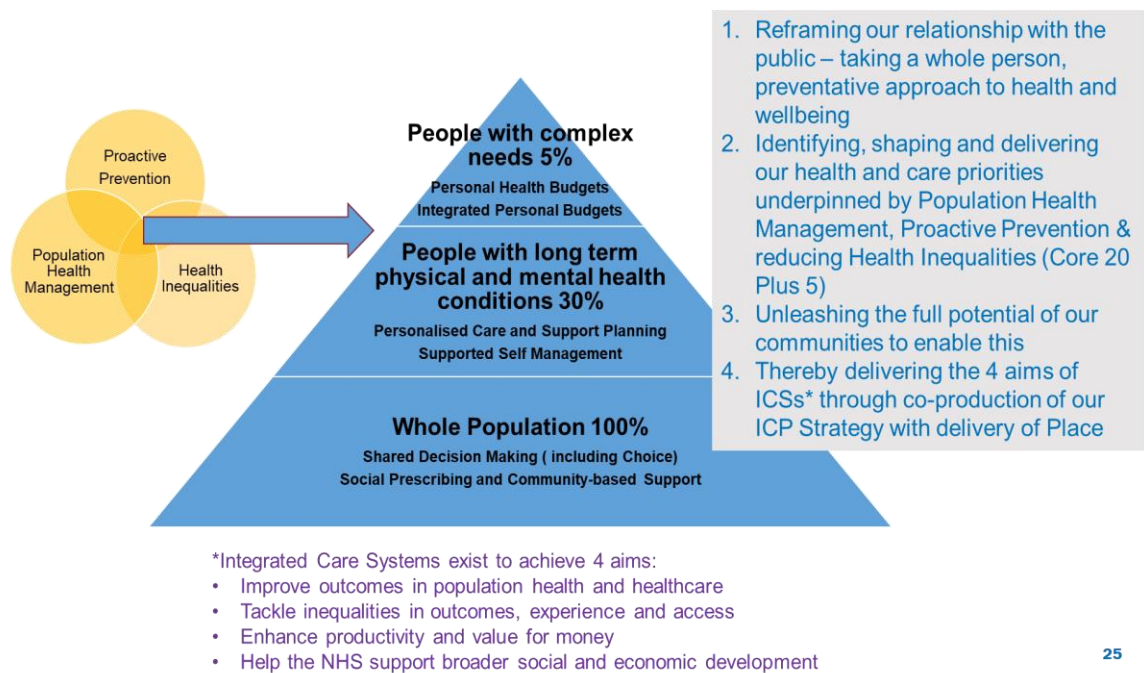 Proactive
Prevention
Population
Health
Management
Health
Inequalities
People with complex
needs 5%
Personal Health Budgets
Integrated Personal Budgets
People with long term
physical and mental health
conditions 30%
Personalised Care and Support Planning
Supported Self Management
Whole Population 100%
Shared Decision Making ( including Choice)
Social Prescribing and Community-based Support
1. Reframing our relationship with the
public – taking a whole person,
preventative approach to health and
wellbeing
2. Identifying, shaping and delivering
our health and care priorities
underpinned by Population Health
Management, Proactive Prevention &
reducing Health Inequalities (Core 20
Plus 5)
3. Unleashing the full potential of our
communities to enable this
4. Thereby delivering the 4 aims of
ICSs* through co-production of our
ICP Strategy with delivery of Place
*Integrated Care Systems exist to achieve 4 aims:
• Improve outcomes in population health and healthcare
• Tackle inequalities in outcomes, experience and access
• Enhance productivity and value for money
• Help the NHS support broader social and economic development
25